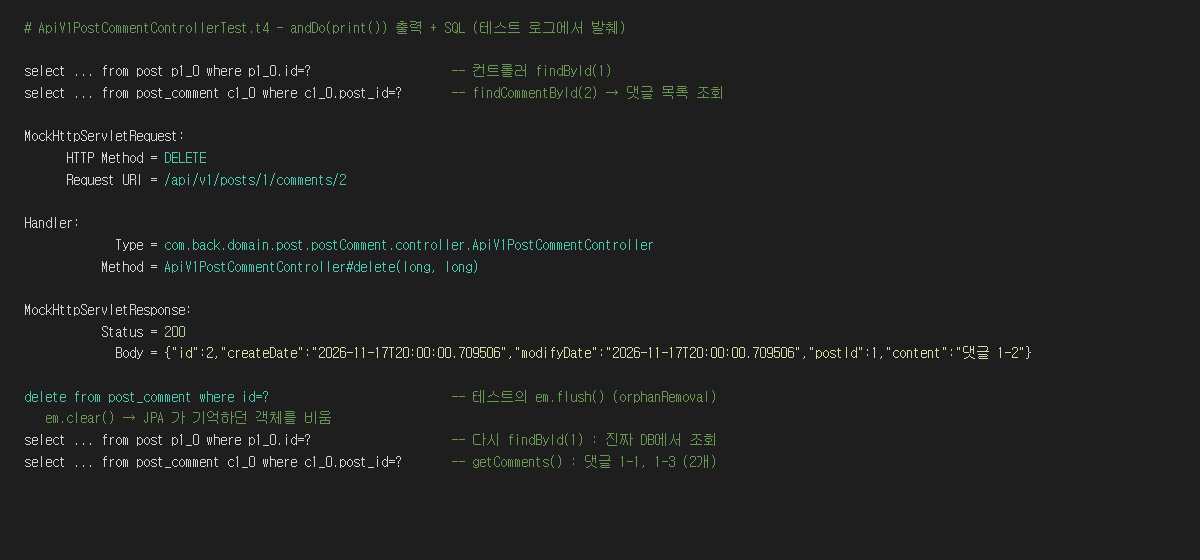 # ApiV1PostCommentControllerTest.t4 - andDo(print()) 출력 + SQL (테스트 로그에서 발췌)
select ... from post p1_0 where p1_0.id=? -- 컨트롤러 findById(1)
select ... from post_comment c1_0 where c1_0.post_id=? -- findCommentById(2) → 댓글 목록 조회
MockHttpServletRequest:
HTTP Method = DELETE
Request URI = /api/v1/posts/1/comments/2
Handler:
Type = com.back.domain.post.postComment.controller.ApiV1PostCommentController
Method = ApiV1PostCommentController#delete(long, long)
MockHttpServletResponse:
Status = 200
Body = {"id":2,"createDate":"2026-11-17T20:00:00.709506","modifyDate":"2026-11-17T20:00:00.709506","postId":1,"content":"댓글 1-2"}
delete from post_comment where id=? -- 테스트의 em.flush() (orphanRemoval)
em.clear() → JPA 가 기억하던 객체를 비움
select ... from post p1_0 where p1_0.id=? -- 다시 findById(1) : 진짜 DB에서 조회
select ... from post_comment c1_0 where c1_0.post_id=? -- getComments() : 댓글 1-1, 1-3 (2개)